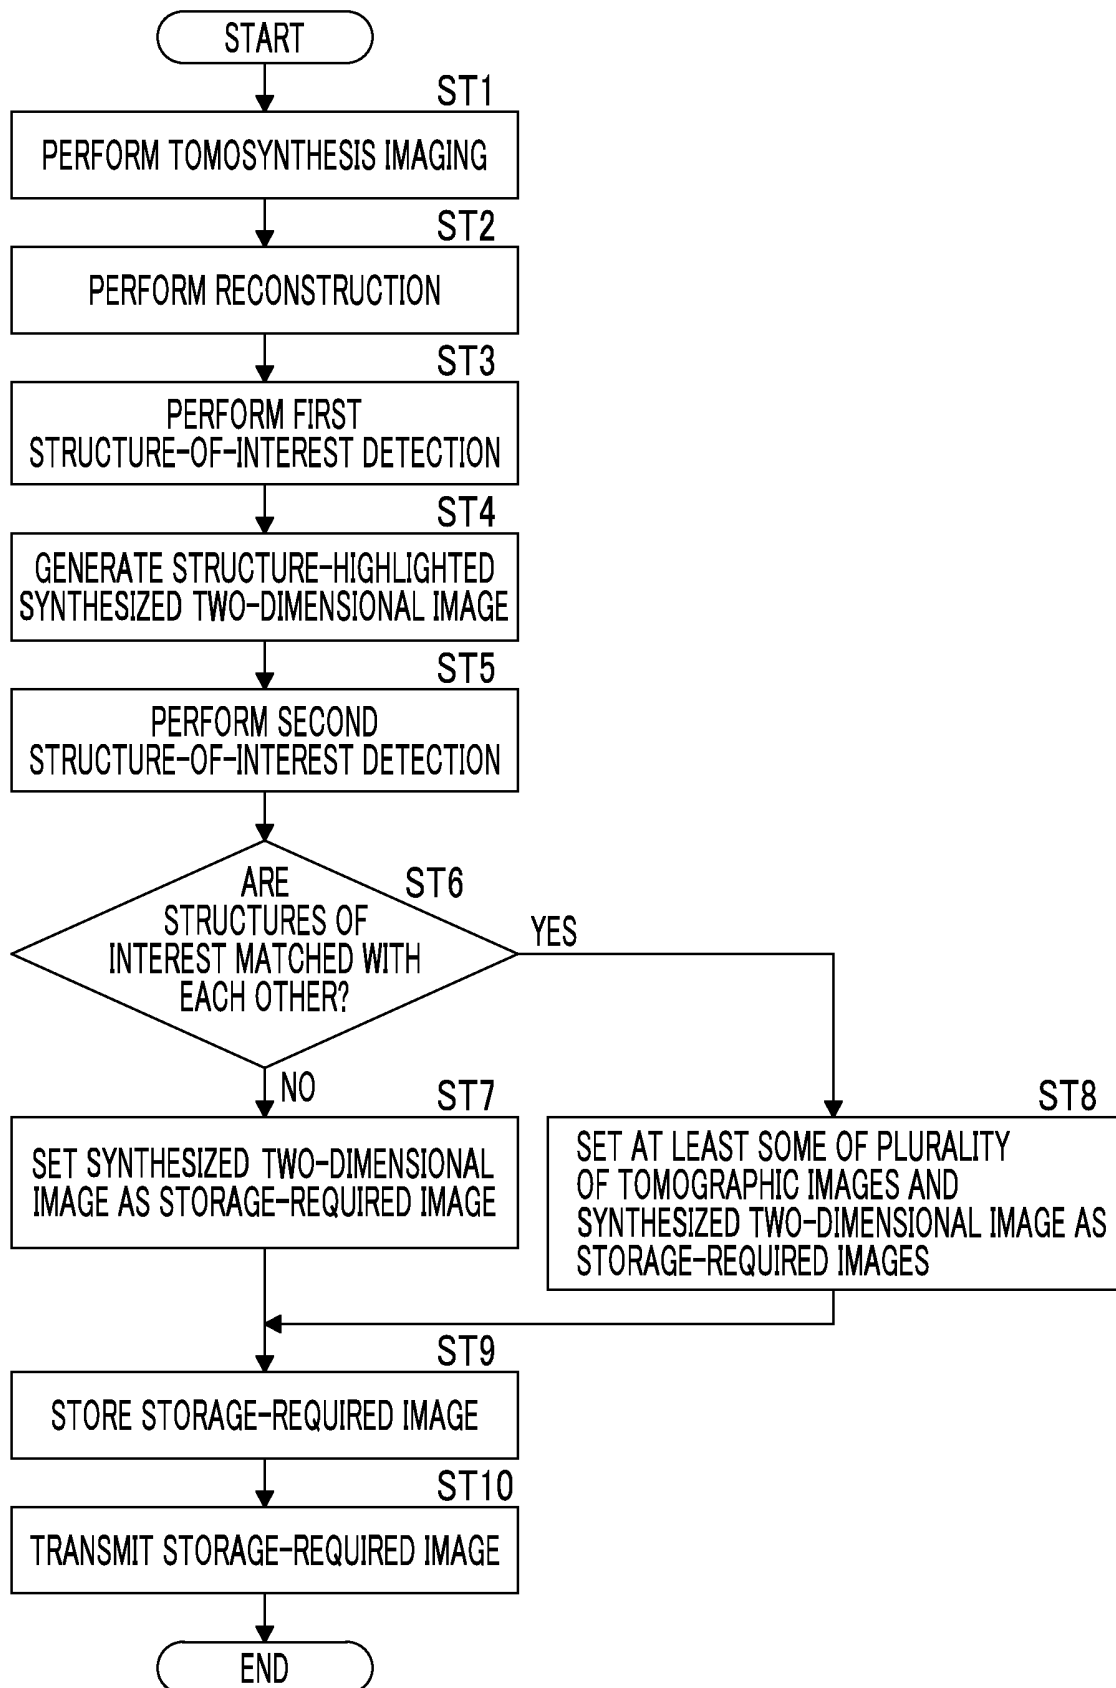 START
ST1
PERFORM TOMOSYNTHESIS IMAGING
ST2
PERFORM RECONSTRUCTION
ST3
PERFORM FIRST
STRUCTURE-OF-INTEREST DETECTION
ST4
GENERATE STRUCTURE-HIGHLIGHTED
SYNTHESIZED TWO-DIMENSIONAL IMAGE
ST5
PERFORM SECOND
STRUCTURE-OF-INTEREST DETECTION
ST6
ARE
STRUCTURES OF
INTEREST MATCHED WITH
EACH OTHER?
YES
NO
ST7
SET SYNTHESIZED TWO-DIMENSIONAL
IMAGE AS STORAGE-REQUIRED IMAGE
ST8
SET AT LEAST SOME OF PLURALITY
OF TOMOGRAPHIC IMAGES AND
SYNTHESIZED TWO-DIMENSIONAL IMAGE AS
STORAGE-REQUIRED IMAGES
ST9
STORE STORAGE-REQUIRED IMAGE
ST10
TRANSMIT STORAGE-REQUIRED IMAGE
END